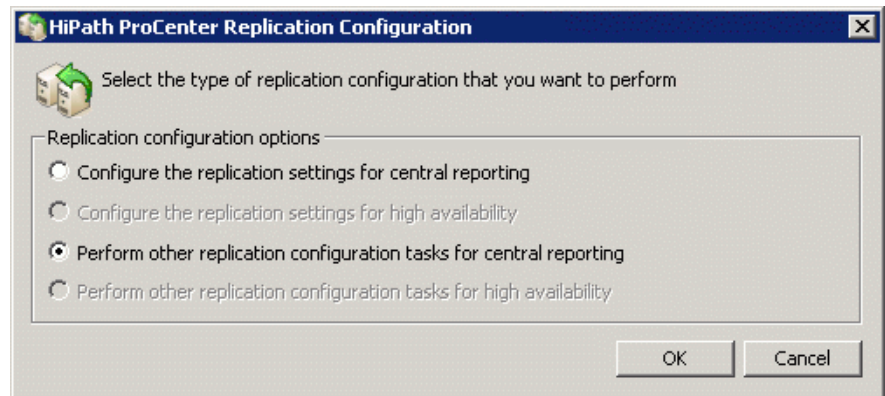 HiPath ProCenter Replication Configuration
Select the type of replication configuration that you want to perform
Replication configuration options
Configure the replication settings for central reporting
Configure the replication settings for high availability
Perform other replication configuration tasks for central reporting
Perform other replication configuration tasks for high availability
OK Cancel